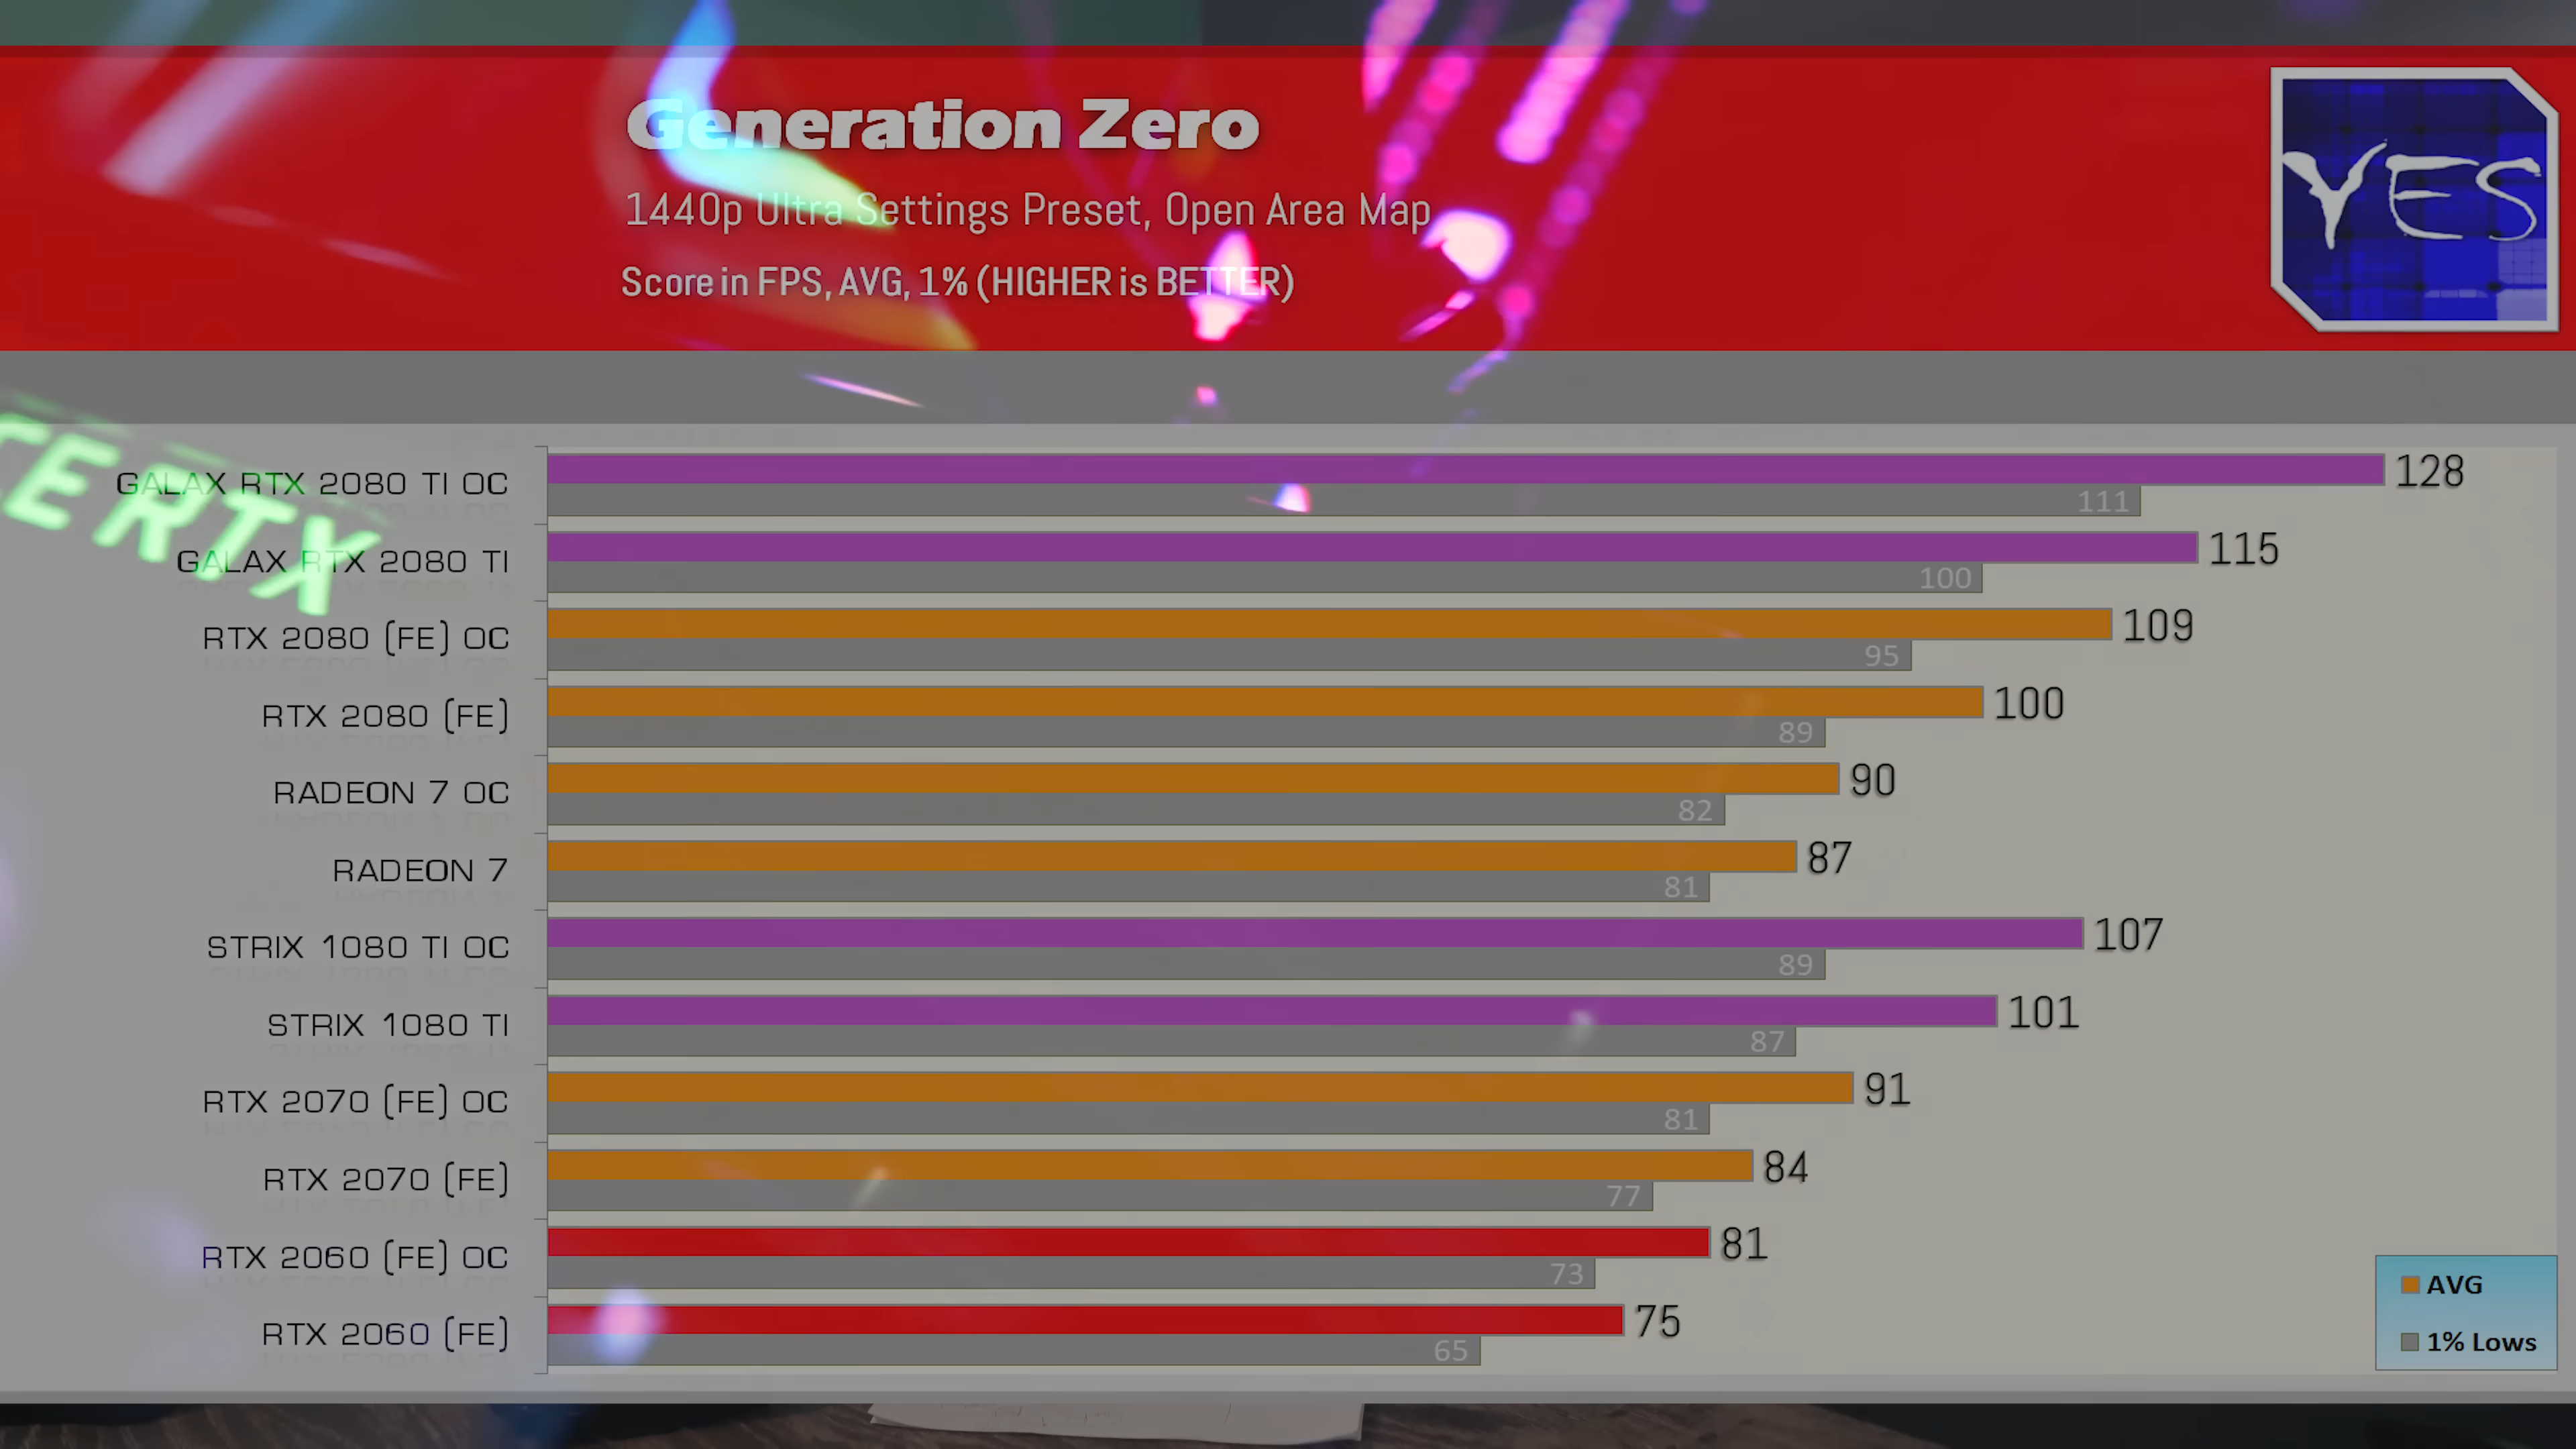 Generation Zero
1440p Ultra Settings Preset, Open Area Map
Score in FPS, AVG, 1% (HIGHER is BETTER)
YES
CE RTX
GALAX RTX 2080 TI OC 128
111
GALAX RTX 2080 TI 115
100
RTX 2080 (FE) OC 109
95
RTX 2080 (FE) 100
89
RADEON 7 OC 90
82
RADEON 7 87
81
STRIX 1080 TI OC 107
89
STRIX 1080 TI 101
87
RTX 2070 (FE) OC 91
81
RTX 2070 (FE) 84
77
RTX 2060 (FE) OC 81
73
RTX 2060 (FE) 75
65
AVG
1% Lows